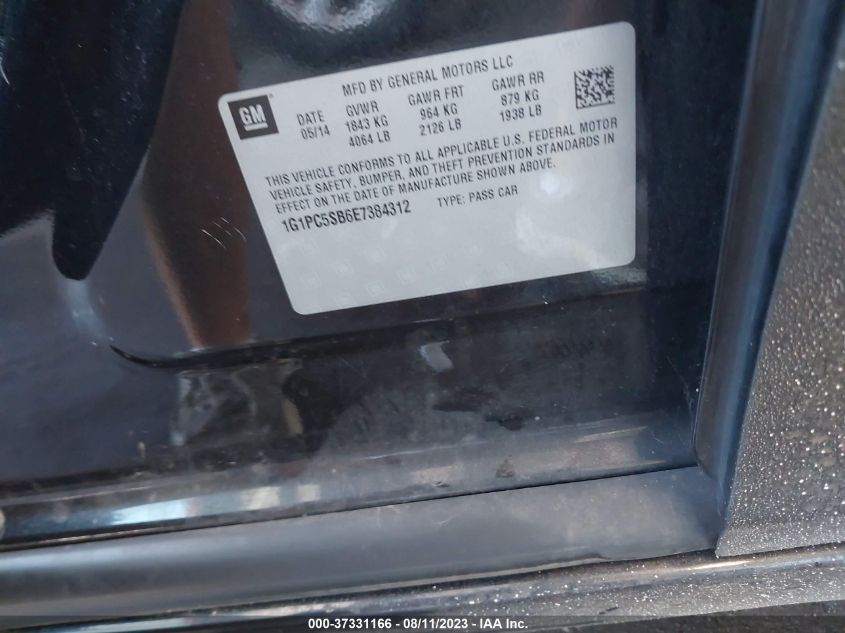 MFD BY GENERAL MOTORS LLC
GM
DATE GVWR GAWR FRT GAWR RR
05/14 1843 KG 964 KG 879 KG
4064 LB 2126 LB 1938 LB
THIS VEHICLE CONFORMS TO ALL APPLICABLE U.S. FEDERAL MOTOR
VEHICLE SAFETY, BUMPER, AND THEFT PREVENTION STANDARDS IN
EFFECT ON THE DATE OF MANUFACTURE SHOWN ABOVE.
1G1PC5SB6E7384312 TYPE: PASS CAR
000-37331166 - 08/11/2023 - Copyright IAA, Inc.